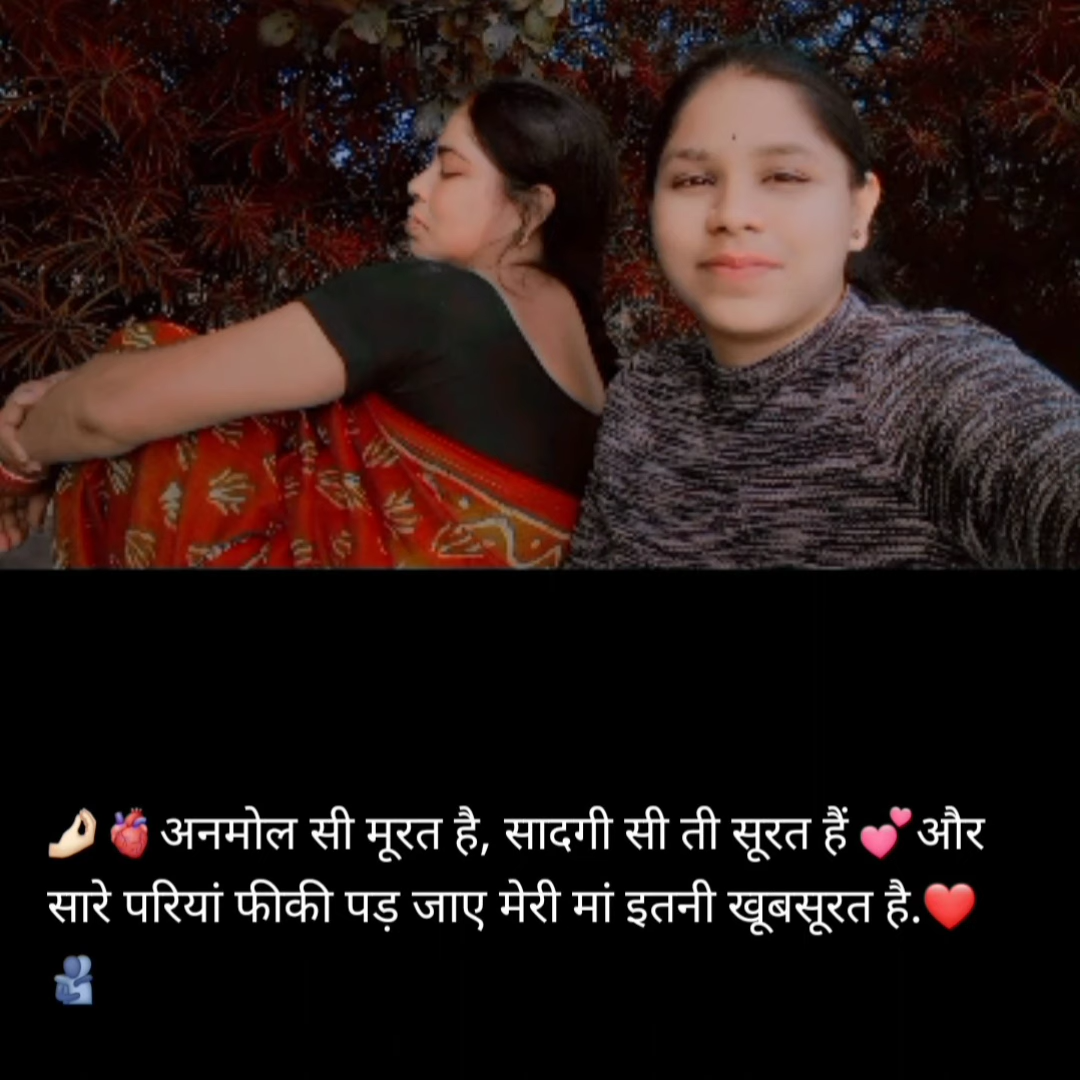 🤌🏻🫀 अनमोल सी मूरत है, सादगी सी ती सूरत हैं 💕और
सारे परियां फीकी पड़ जाए मेरी मां इतनी खूबसूरत है.❤️
🫂